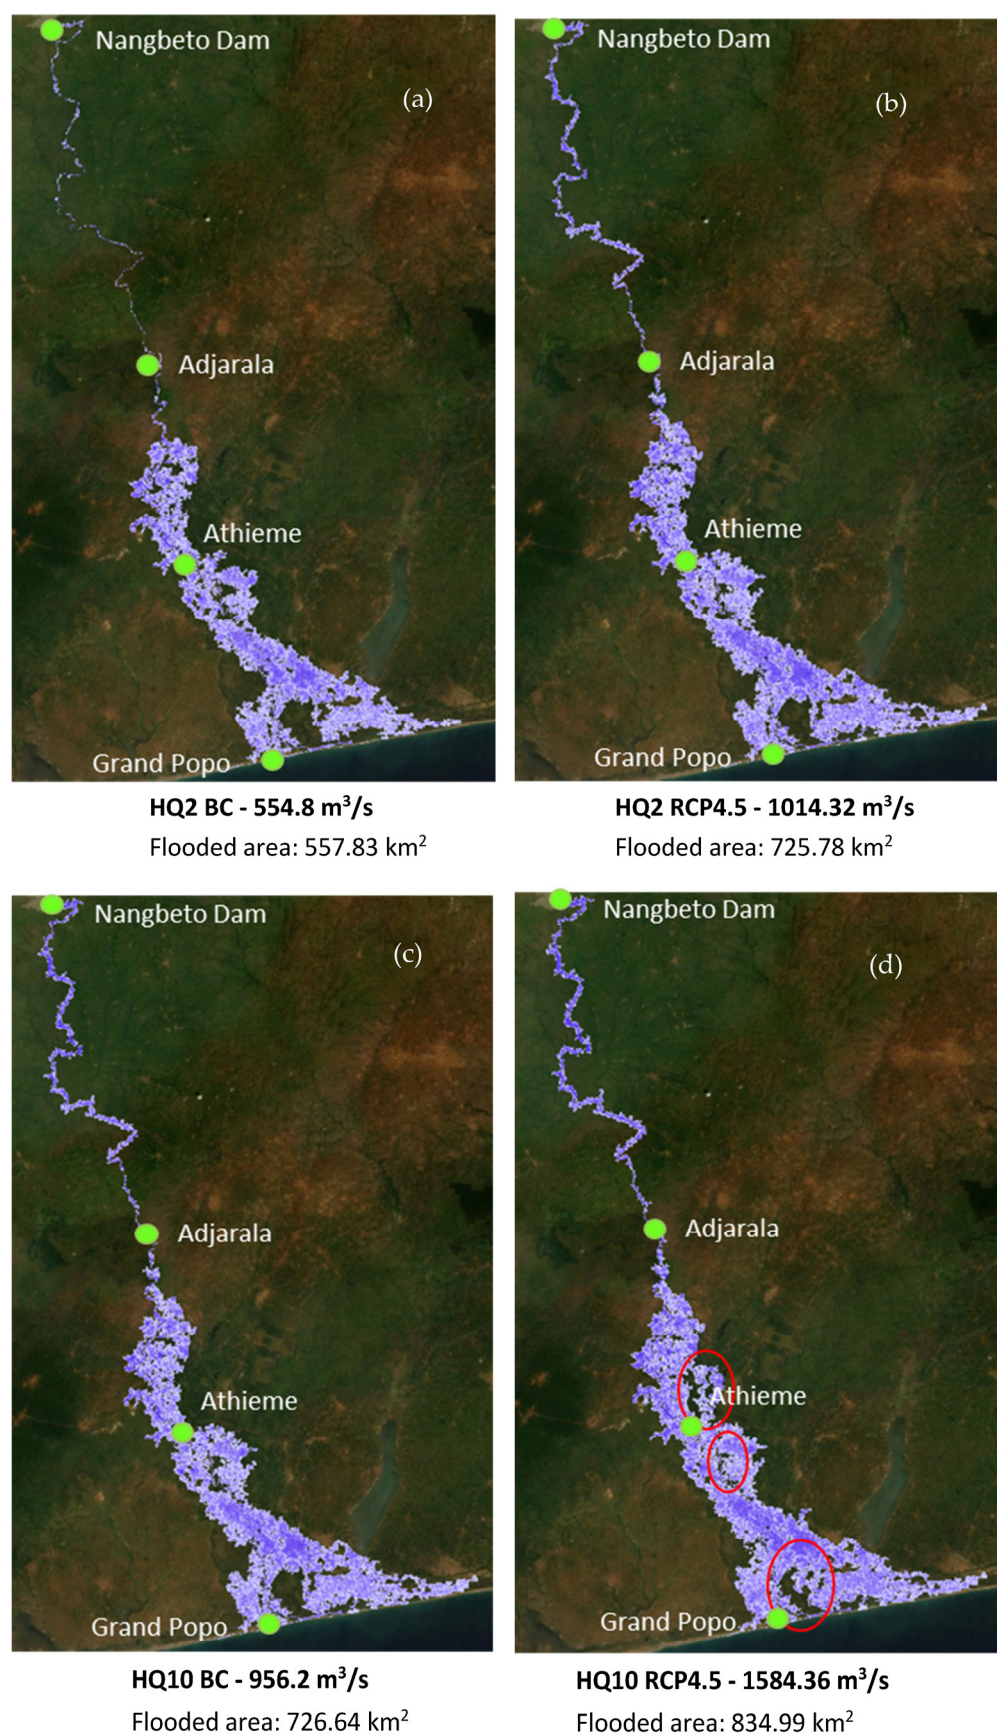 Nangbeto Dam
(a)
Adjarala
Athieme
Grand Popo
HQ2 BC - 554.8 m³/s
Flooded area: 557.83 km²
Nangbeto Dam
(b)
Adjarala
Athieme
Grand Popo
HQ2 RCP4.5 - 1014.32 m³/s
Flooded area: 725.78 km²
Nangbeto Dam
(c)
Adjarala
Athieme
Grand Popo
HQ10 BC - 956.2 m³/s
Flooded area: 726.64 km²
Nangbeto Dam
(d)
Adjarala
Athieme
Grand Popo
HQ10 RCP4.5 - 1584.36 m³/s
Flooded area: 834.99 km²